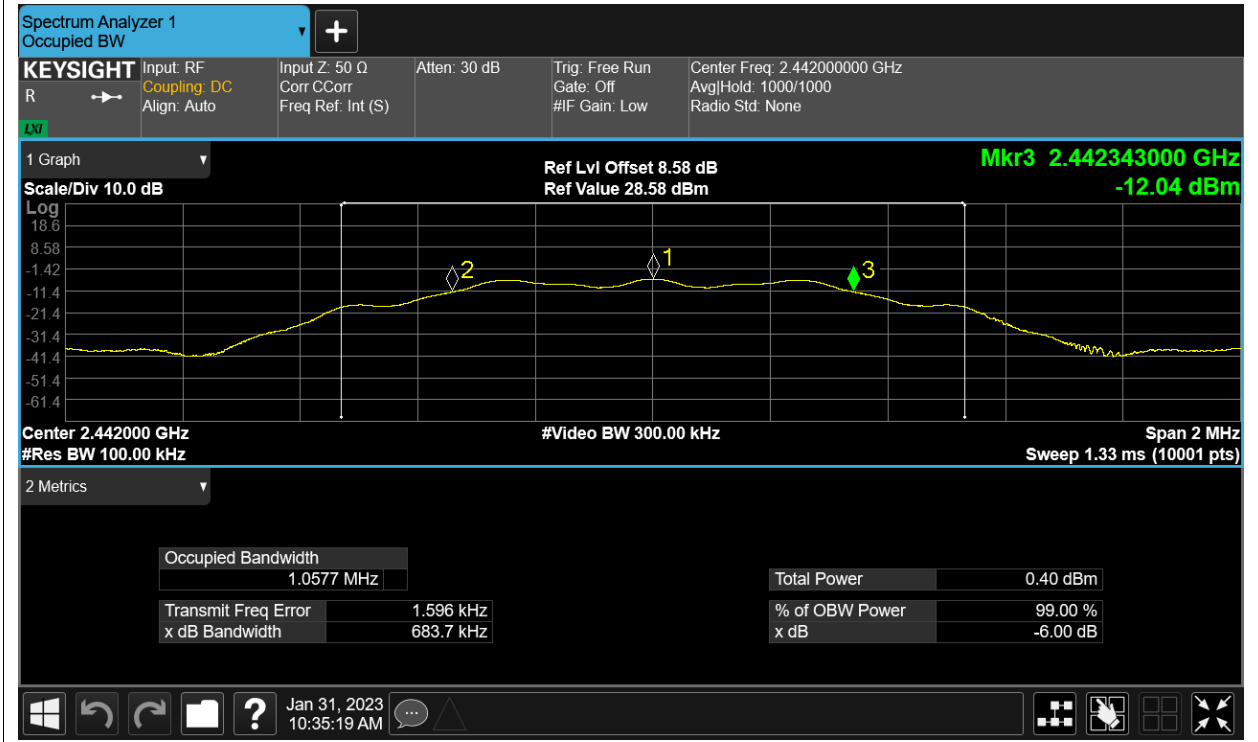 Spectrum Analyzer 1
Occupied BW
KEYSIGHT
R
LXI
Input: RF
Coupling: DC
Align: Auto
Input Z: 50 Ω
Corr CCorr
Freq Ref: Int (S)
Atten: 30 dB
Trig: Free Run
Gate: Off
#IF Gain: Low
Center Freq: 2.442000000 GHz
Avg|Hold: 1000/1000
Radio Std: None
1 Graph
Scale/Div 10.0 dB
Ref Lvl Offset 8.58 dB
Ref Value 28.58 dBm
Mkr3 2.442343000 GHz
-12.04 dBm
Log
18.6
8.58
-1.42
-11.4
-21.4
-31.4
-41.4
-51.4
-61.4
2
1
3
Center 2.442000 GHz
#Video BW 300.00 kHz
Span 2 MHz
#Res BW 100.00 kHz
Sweep 1.33 ms (10001 pts)
2 Metrics
Occupied Bandwidth
1.0577 MHz
Transmit Freq Error 1.596 kHz
x dB Bandwidth 683.7 kHz
Total Power 0.40 dBm
% of OBW Power 99.00 %
x dB -6.00 dB
?
Jan 31, 2023
10:35:19 AM